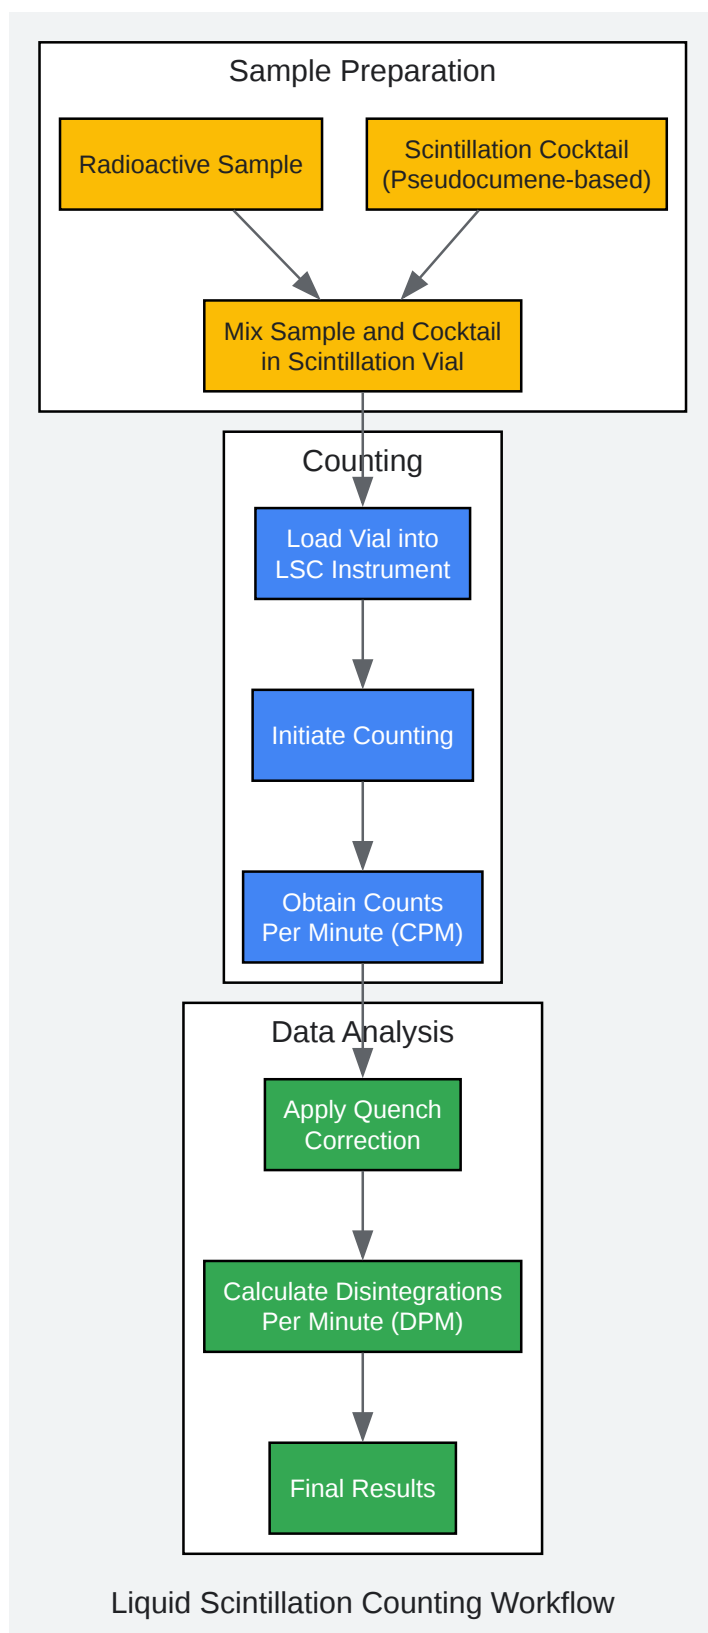 Sample Preparation
Radioactive Sample
Scintillation Cocktail
(Pseudocumene-based)
Mix Sample and Cocktail
in Scintillation Vial
Counting
Load Vial into
LSC Instrument
Initiate Counting
Obtain Counts
Per Minute (CPM)
Data Analysis
Apply Quench
Correction
Calculate Disintegrations
Per Minute (DPM)
Final Results
Liquid Scintillation Counting Workflow